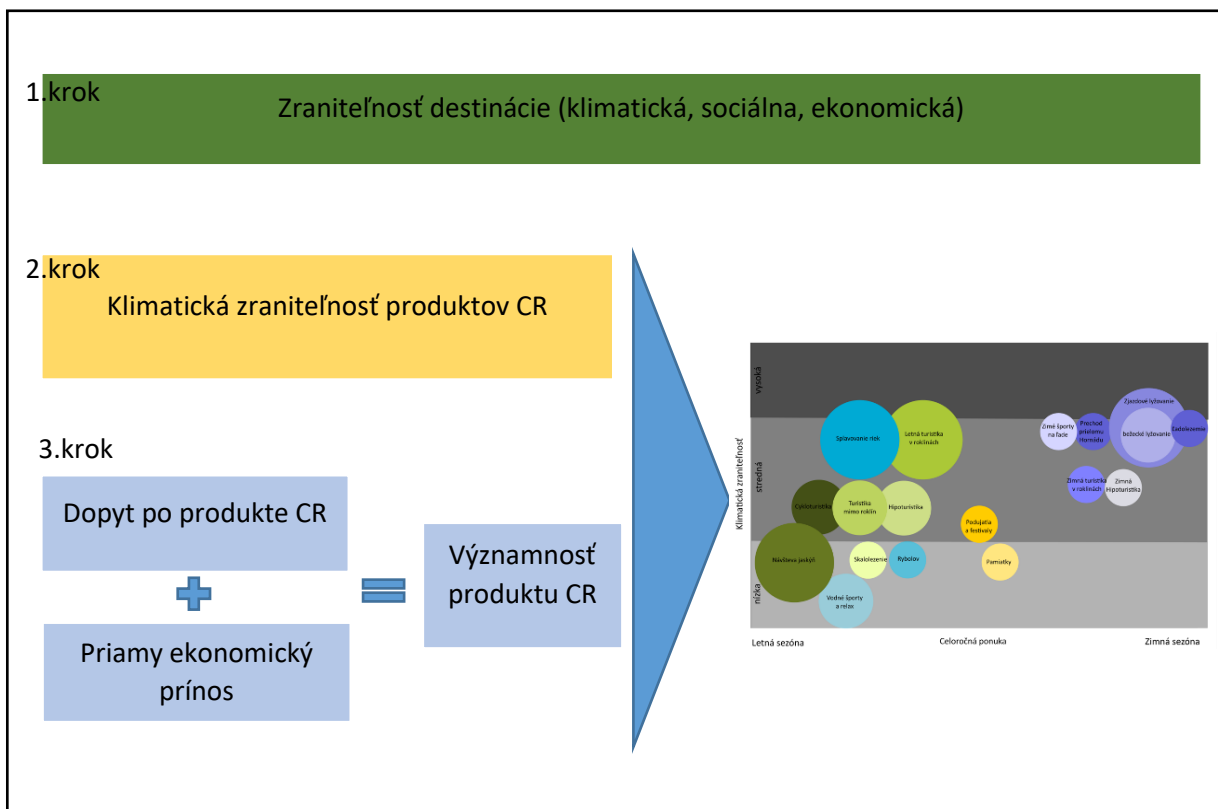 1.krok
Zraniteľnosť destinácie (klimatická, sociálna, ekonomická)
2.krok
Klimatická zraniteľnosť produktov CR
3.krok
Dopyt po produkte CR
Priamy ekonomický
prínos
Významnosť
produktu CR
Klimatická zraniteľnosť
vysoká
stredná
nízka
Splavovanie riek
Letná turistika
v roklinách
Zimé športy
na ľade
Prechod
prielomu
Hornádu
Zjazdové lyžovanie
bežecké lyžovanie
Ľadolezenie
Zimná turistika
v roklinách
Zimná
Hipoturistika
Cykloturistika
Turistika
mimo roklín
Hipoturistika
Podujatia
a festivaly
Návšteva jaskýň
Skalolezenie
Rybolov
Pamiatky
Vodné športy
a relax
Letná sezóna
Celoročná ponuka
Zimná sezóna